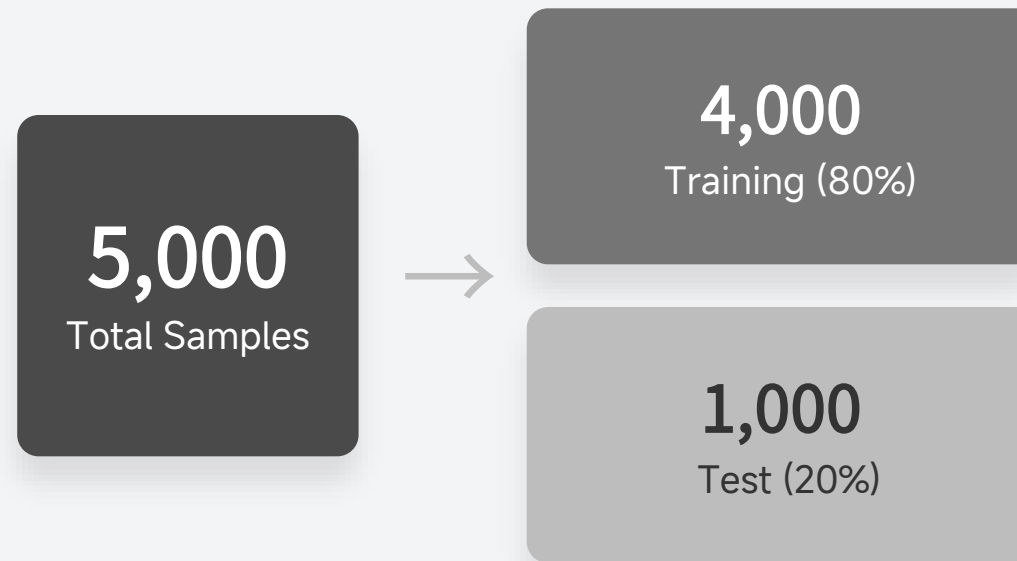 5,000
Total Samples
4,000
Training (80%)
1,000
Test (20%)